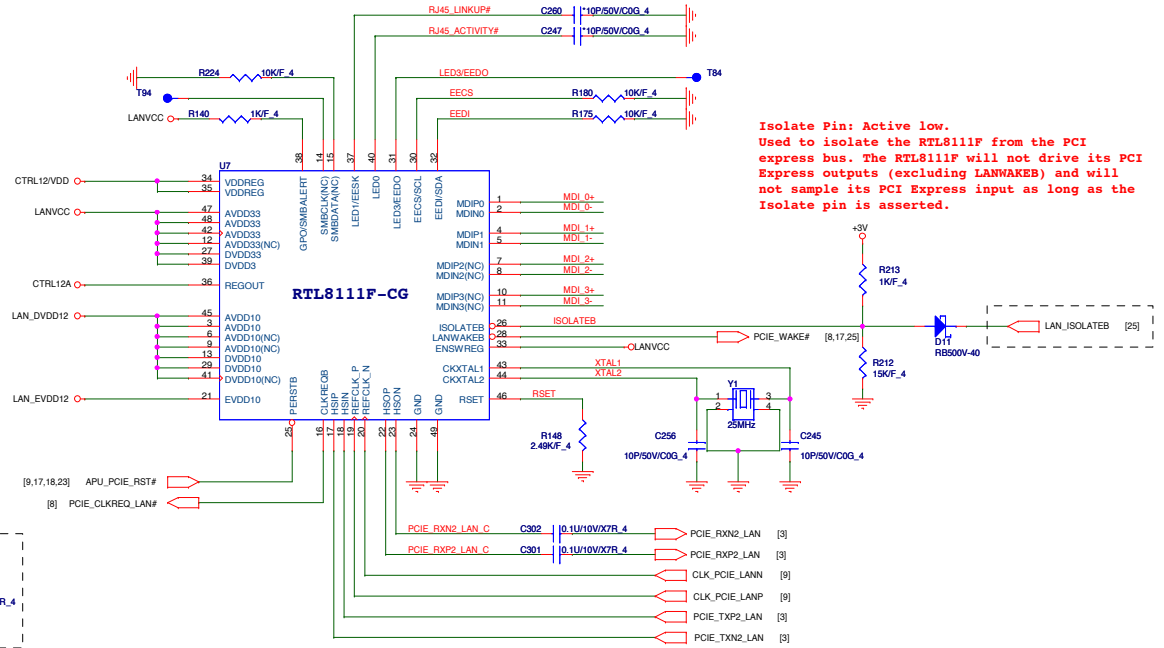 RJ45_LINKUP# C260 *10P/50V/C0G_4
RJ45_ACTIVITY# C247 *10P/50V/C0G_4
R224 10K/F_4 LED3/EEDO T84
T94 EECS R180 10K/F_4
LANVCC R140 1K/F_4 EEDI R175 10K/F_4
Isolate Pin: Active low.
Used to isolate the RTL8111F from the PCI
express bus. The RTL8111F will not drive its PCI
Express outputs (excluding LANWAKEB) and will
not sample its PCI Express input as long as the
Isolate pin is asserted.
38 14 15 37 40 31 30 32
U7
GPO/SMBALERT
SMBCLK(NC)
SMBDATA(NC)
LED1/EESK
LED0
LED3/EEDO
EECS/SCL
EEDI/SDA
CTRL12/VDD 34 VDDREG
35 VDDREG
LANVCC 47 AVDD33
48 AVDD33
42 AVDD33
12 AVDD33(NC)
27 DVDD33
39 DVDD3
CTRL12A 36 REGOUT
LAN_DVDD12 45 AVDD10
3 AVDD10
6 AVDD10(NC)
9 AVDD10(NC)
13 DVDD10
29 DVDD10
41 DVDD10(NC)
LAN_EVDD12 21 EVDD10
RTL8111F-CG
MDIP0 1 MDI_0+
MDIN0 2 MDI_0-
MDIP1 4 MDI_1+
MDIN1 5 MDI_1-
MDIP2(NC) 7 MDI_2+
MDIN2(NC) 8 MDI_2-
MDIP3(NC) 10 MDI_3+
MDIN3(NC) 11 MDI_3-
ISOLATEB 26 ISOLATEB
LANWAKEB 28 PCIE_WAKE# [8,17,25]
ENSWREG 33 LANVCC
CKXTAL1 43 XTAL1
CKXTAL2 44 XTAL2
RSET 46 RSET
+3V
R213
1K/F_4
LAN_ISOLATEB [25]
D11
RB500V-40
R212
15K/F_4
Y1
1 3
2 4
25MHz
R148
2.49K/F_4
C256
10P/50V/C0G_4
C245
10P/50V/C0G_4
PERSTB
CLKREQB
HSIP
HSIN
REFCLK_P
REFCLK_N
HSOP
HSON
GND
GND
25 16 17 18 19 20 22 23 24 49
[9,17,18,23] APU_PCIE_RST#
[8] PCIE_CLKREQ_LAN#
PCIE_RXN2_LAN_C C302 0.1U/10V/X7R_4 PCIE_RXN2_LAN [3]
PCIE_RXP2_LAN_C C301 0.1U/10V/X7R_4 PCIE_RXP2_LAN [3]
CLK_PCIE_LANN [9]
CLK_PCIE_LANP [9]
PCIE_TXP2_LAN [3]
PCIE_TXN2_LAN [3]
R_4